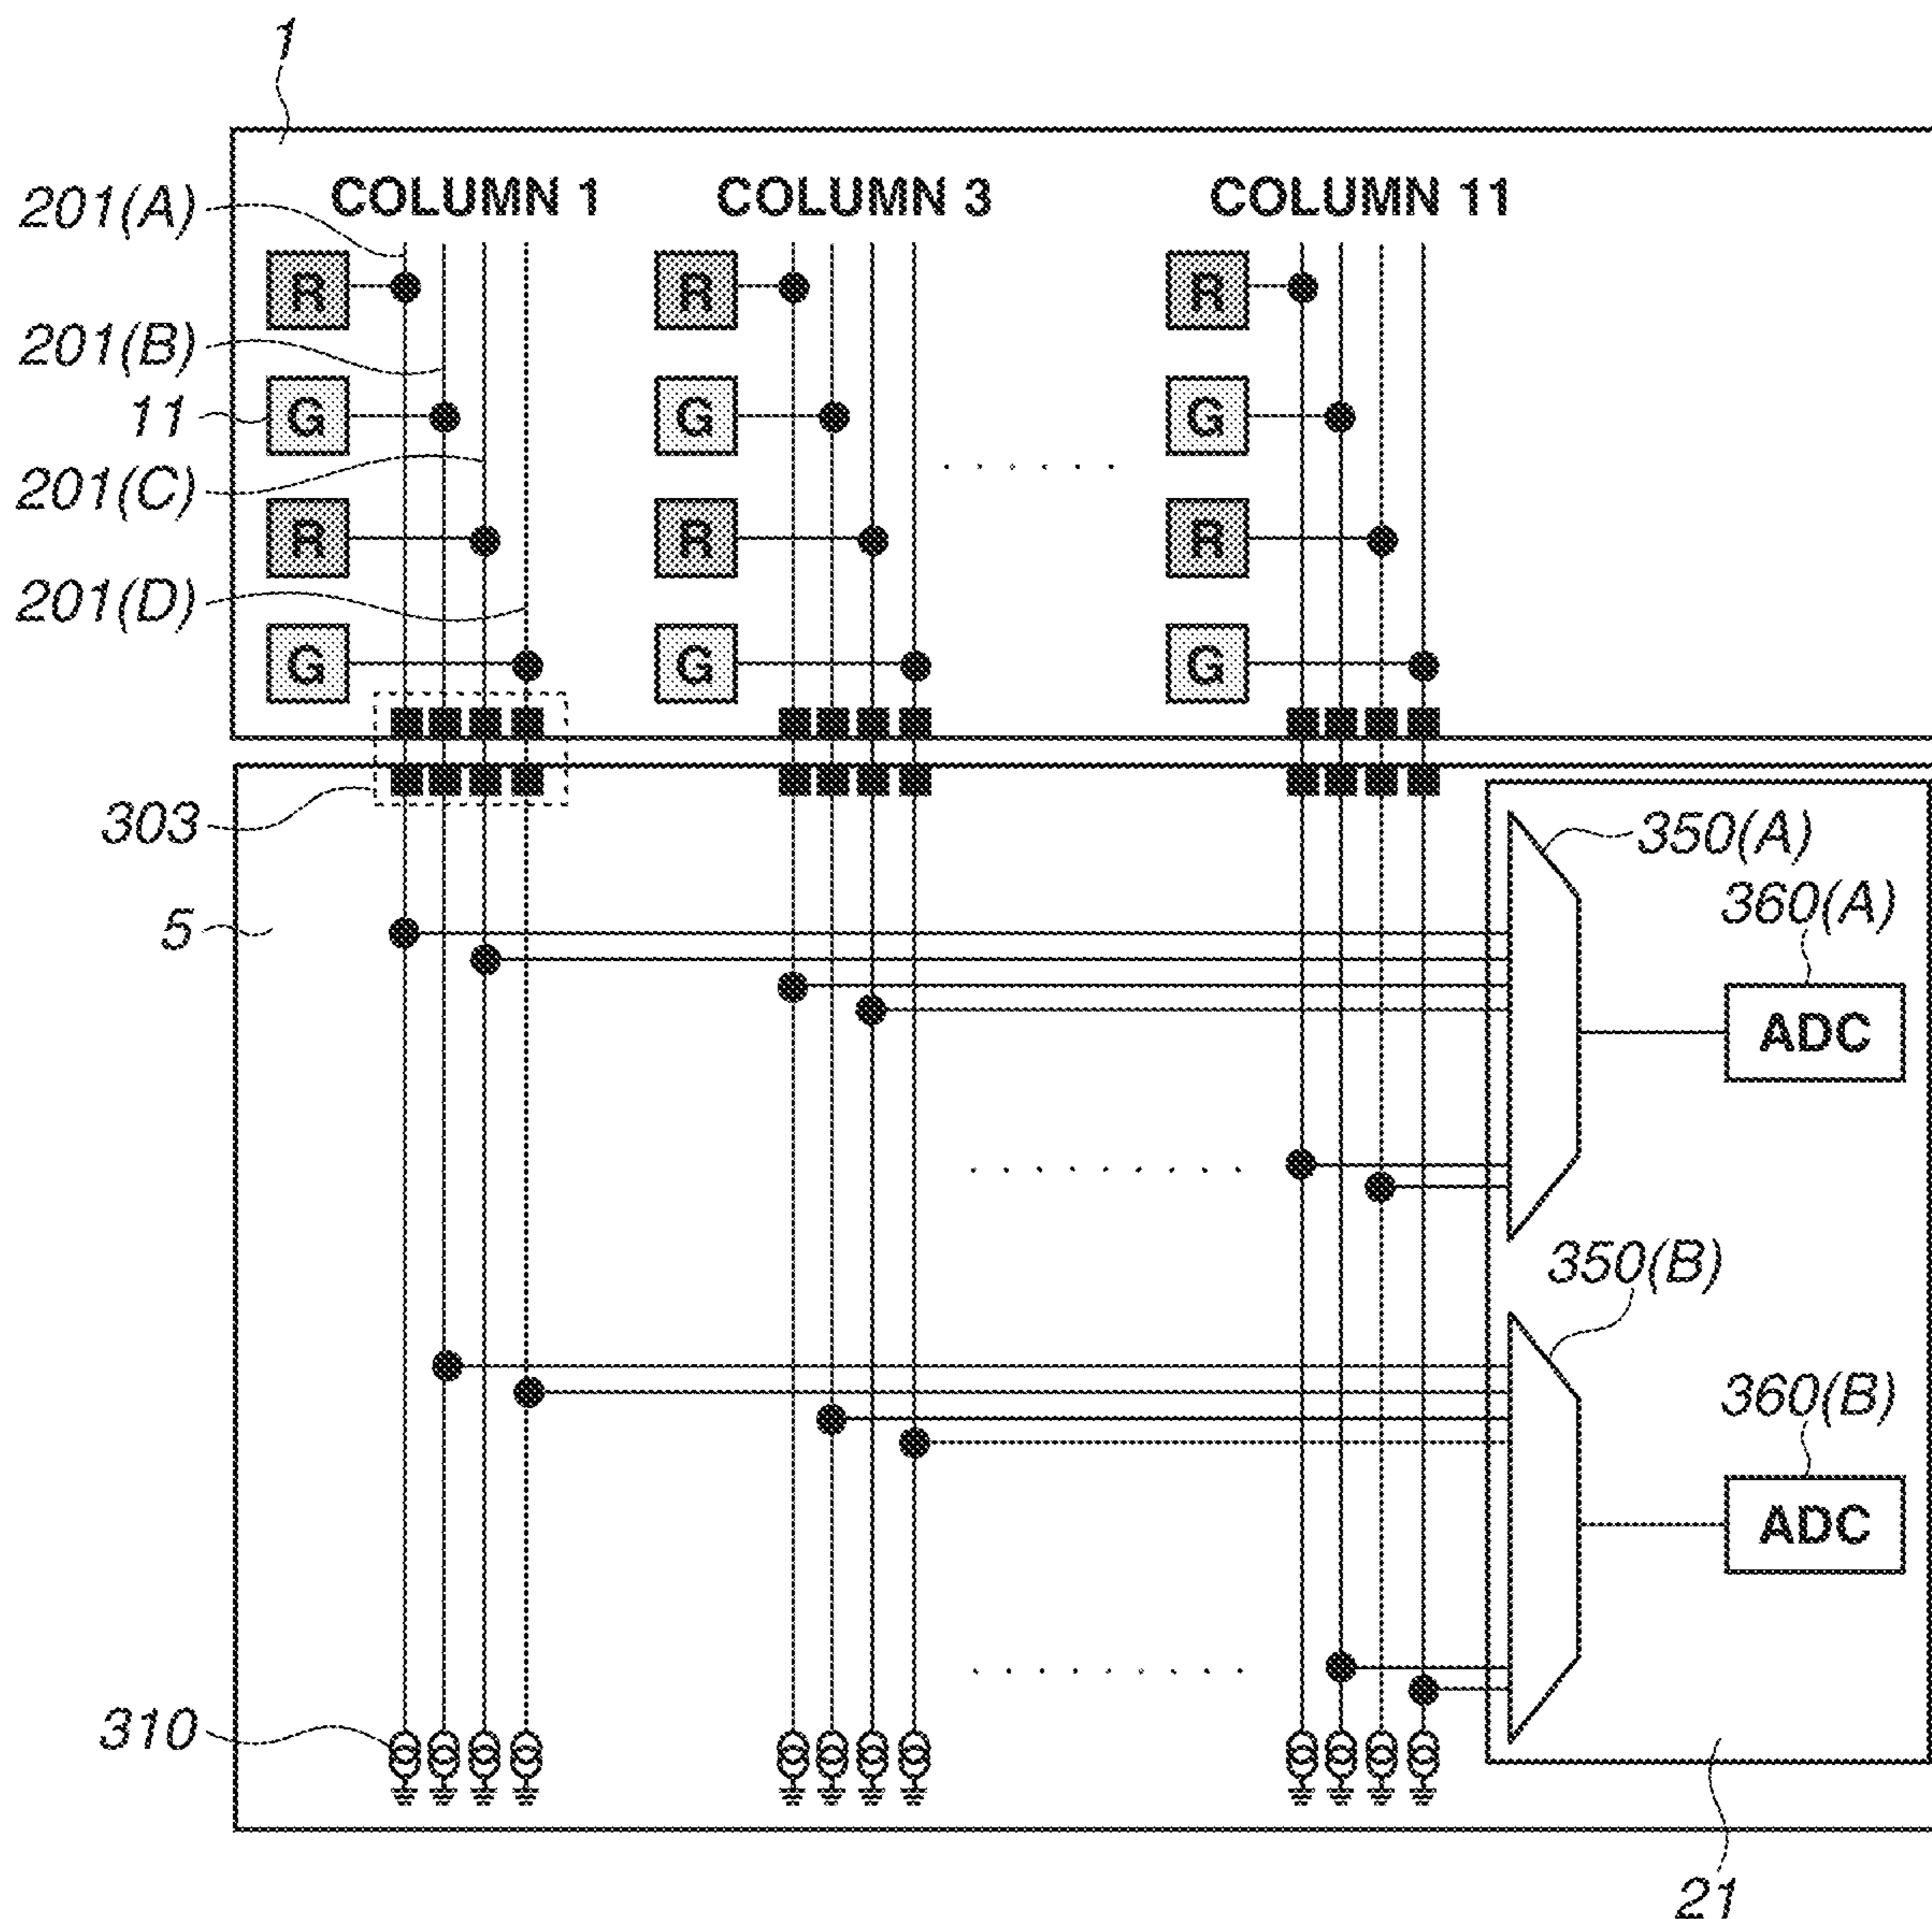 1
COLUMN 1 COLUMN 3 COLUMN 11
201(A)
R R R
201(B)
11 G G G
201(C)
R R R
201(D)
G G G
303
350(A)
360(A)
5
ADC
350(B)
360(B)
ADC
310
21